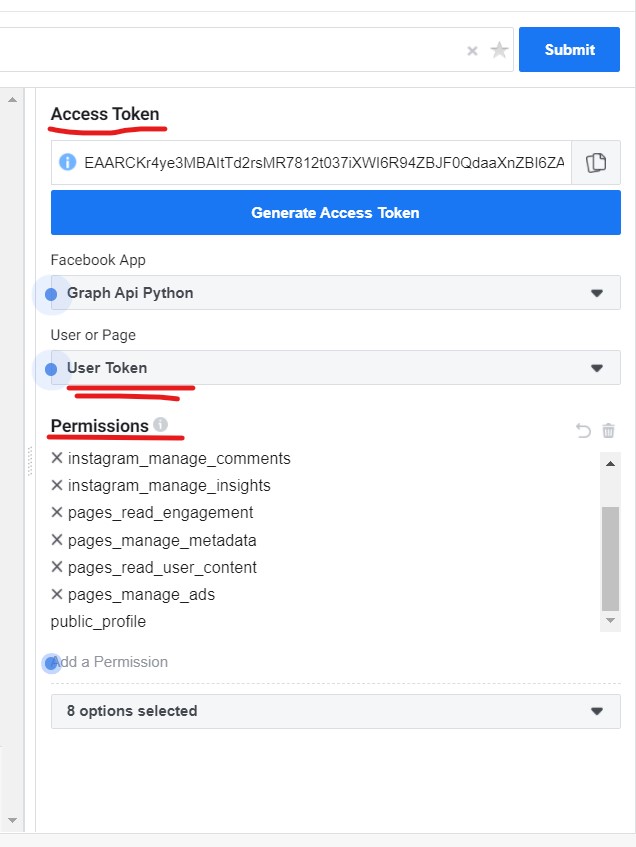 Submit
Access Token
EAARCKr4ye3MBAItTd2rsMR7812t037iXWI6R94ZBJF0QdaaXnZBI6ZA
Generate Access Token
Facebook App
Graph Api Python
User or Page
User Token
Permissions
instagram_manage_comments
instagram_manage_insights
pages_read_engagement
pages_manage_metadata
pages_read_user_content
pages_manage_ads
public_profile
Add a Permission
8 options selected